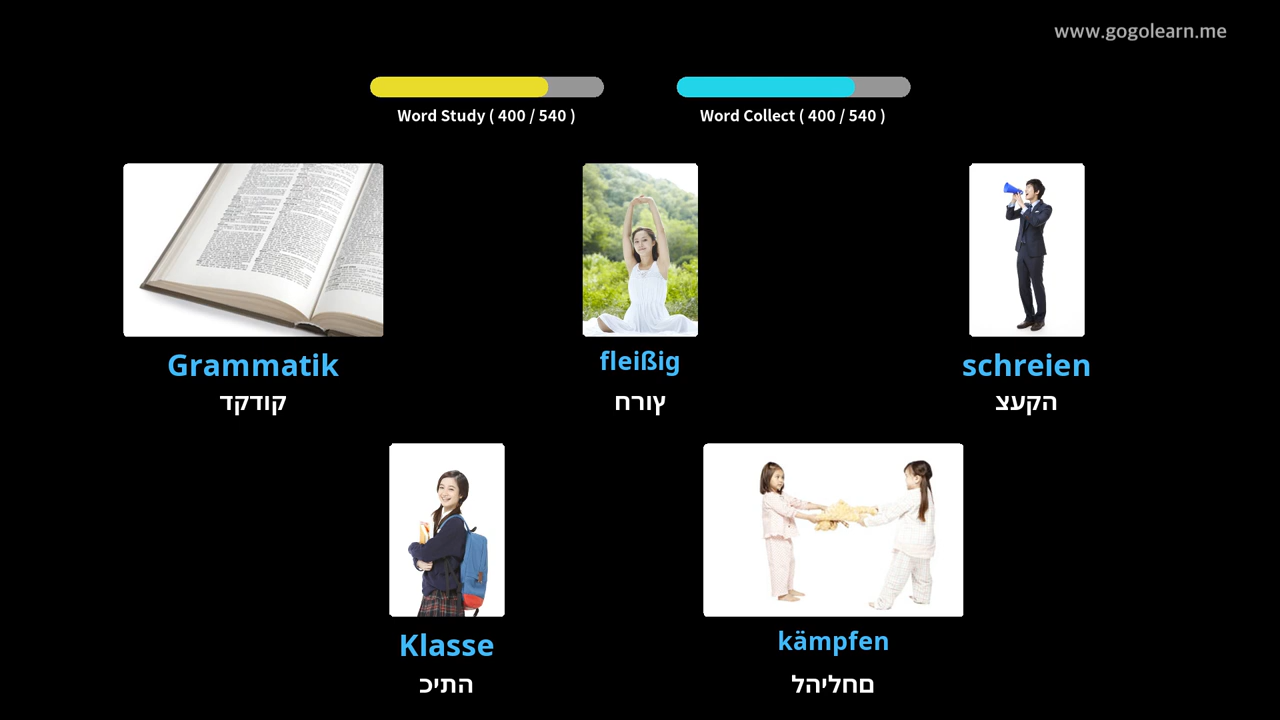 www.gogolearn.me
Word Study ( 400 / 540 )
Word Collect ( 400 / 540 )
Grammatik
דקדוק
fleißig
חרוץ
schreien
צעקה
Klasse
כיתה
kämpfen
להילחם